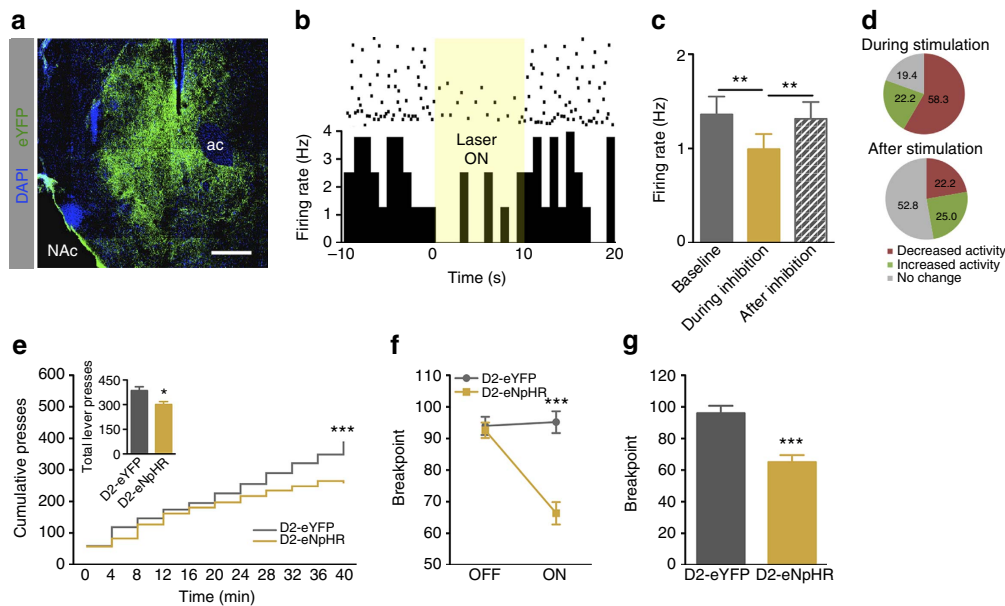 a
DAPI eYFP
ac
NAc
b
Firing rate (Hz)
4
3
2
1
0
Laser
ON
−10
0
10
20
Time (s)
c
Firing rate (Hz)
2
1
0
**
**
Baseline
During inhibition
After inhibition
d
During stimulation
19.4
22.2
58.3
After stimulation
22.2
52.8
25.0
Decreased activity
Increased activity
No change
e
Cumulative presses
600
500
400
300
200
100
0
Total lever presses
450
300
150
0
*
D2-eYFP
D2-eNpHR
***
D2-eYFP
D2-eNpHR
0 4 8 12 16 20 24 28 32 36 40
Time (min)
f
Breakpoint
110
100
90
80
70
60
50
D2-eYFP
D2-eNpHR
***
OFF ON
g
Breakpoint
120
100
80
60
40
20
0
***
D2-eYFP D2-eNpHR